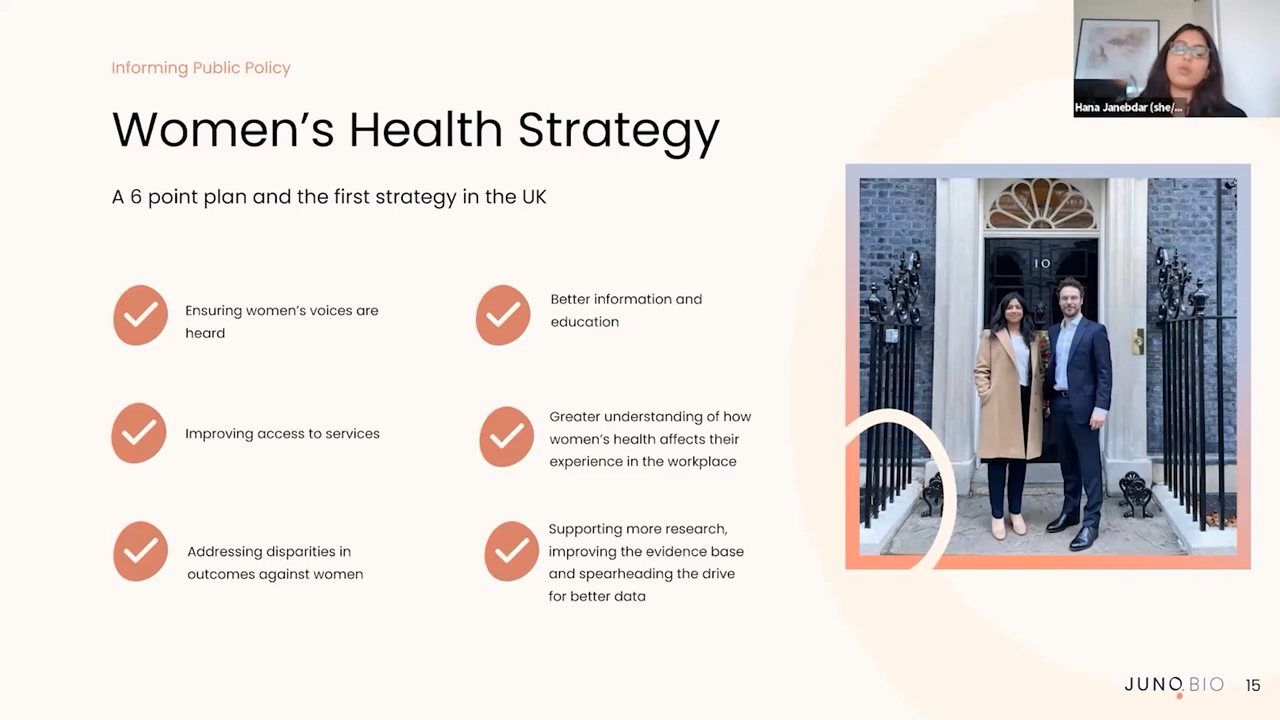 Informing Public Policy
Women's Health Strategy
A 6 point plan and the first strategy in the UK
Ensuring women's voices are
heard
Improving access to services
Addressing disparities in
outcomes against women
Better information and
education
Greater understanding of how
women's health affects their
experience in the workplace
Supporting more research,
improving the evidence base
and spearheading the drive
for better data
Hana Janebdar (she/...
10
JUNO BIO
15